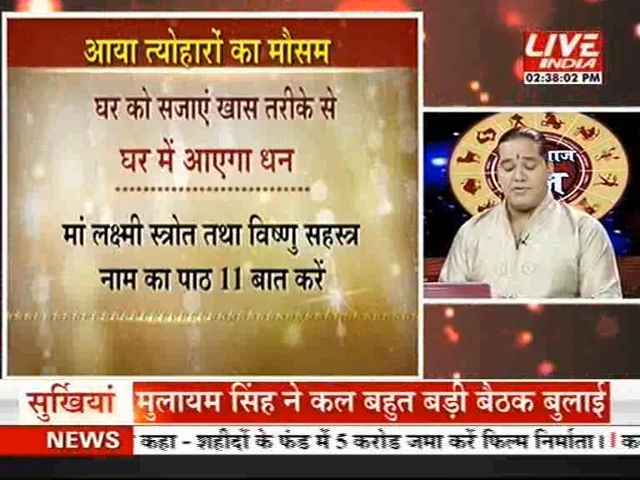 आया त्योहारों का मौसम
घर को सजाएं खास तरीके से
घर में आएगा धन
मां लक्ष्मी स्त्रोत तथा विष्णु सहस्त्र
नाम का पाठ 11 बात करें
LIVE
INDIA
02:38:02 PM
सुर्खियां
मुलायम सिंह ने कल बहुत बड़ी बैठक बुलाई
NEWS
कहा - शहीदों के फंड में 5 करोड जमा करें फिल्म निर्माता।